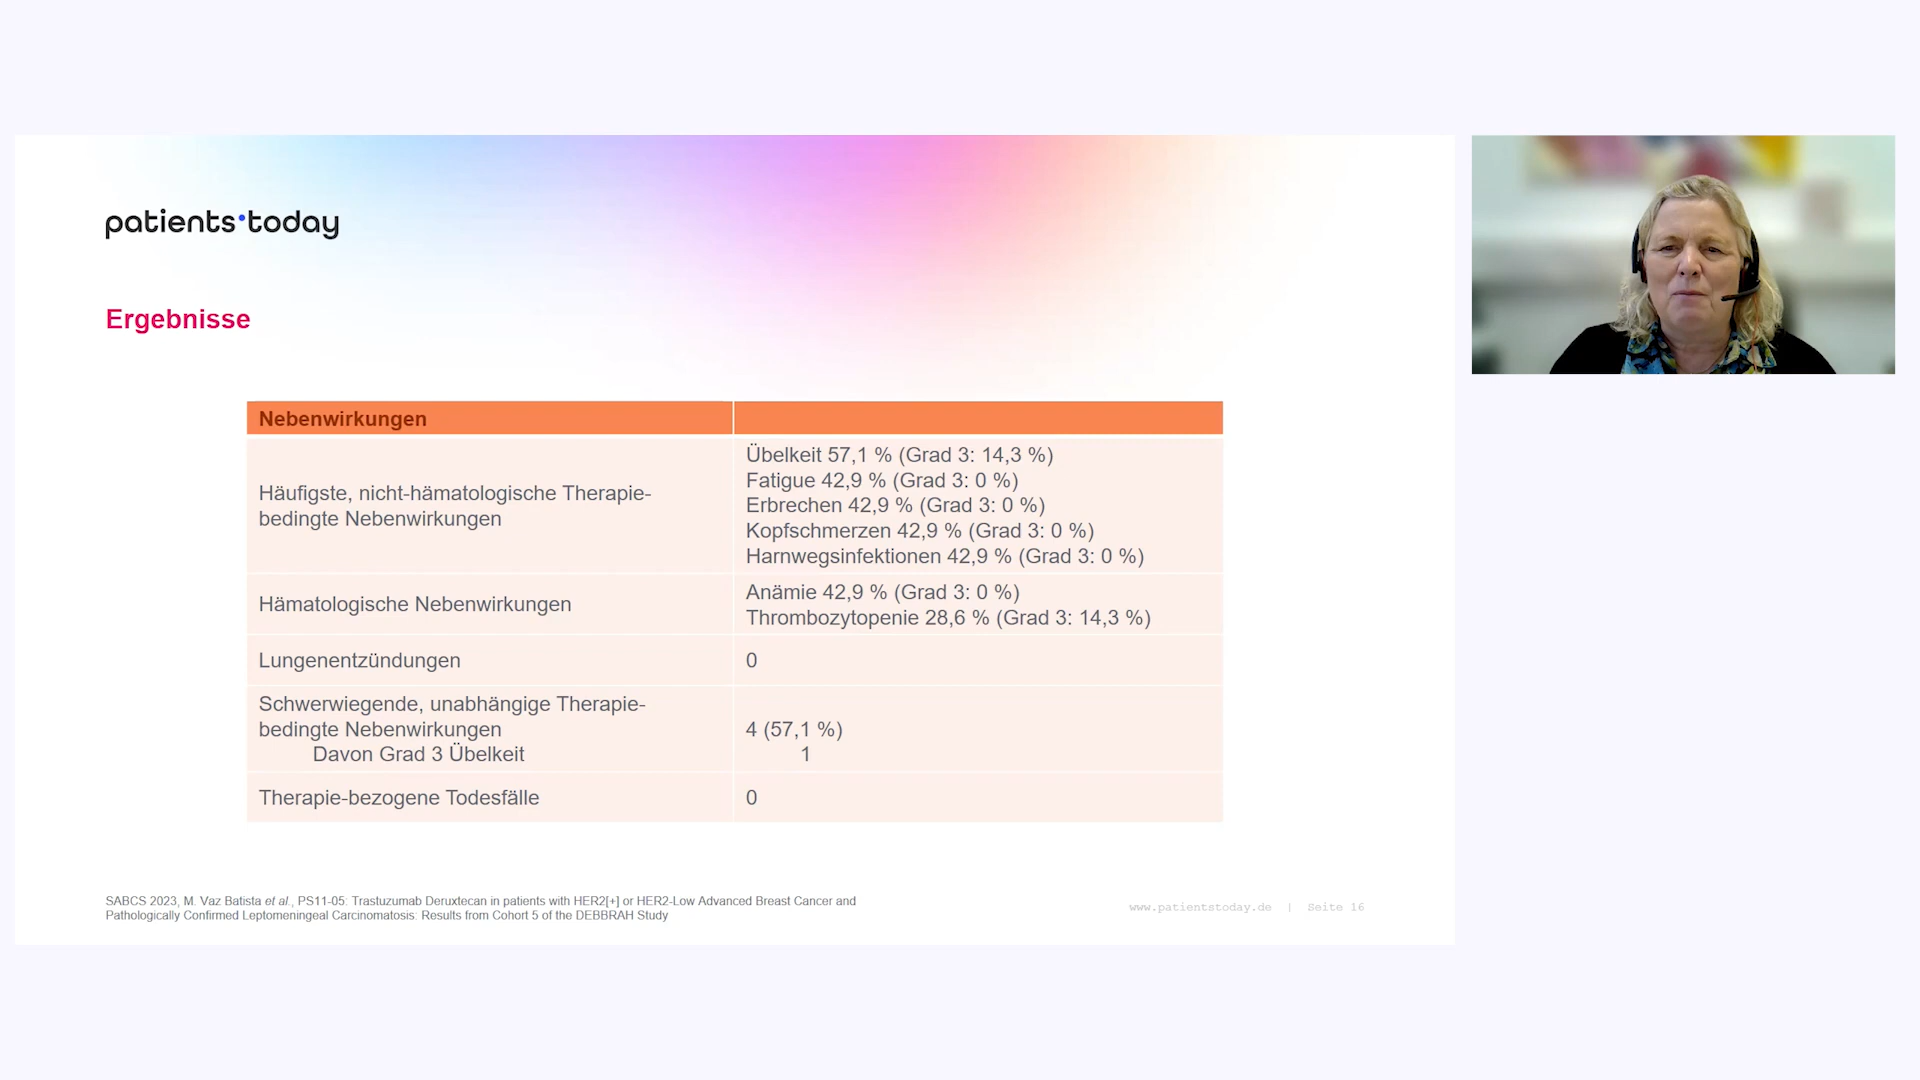 patients•today
Ergebnisse
Nebenwirkungen
Häufigste, nicht-hämatologische Therapie-
bedingte Nebenwirkungen
Übelkeit 57,1 % (Grad 3: 14,3 %)
Fatigue 42,9 % (Grad 3: 0 %)
Erbrechen 42,9 % (Grad 3: 0 %)
Kopfschmerzen 42,9 % (Grad 3: 0 %)
Harnwegsinfektionen 42,9 % (Grad 3: 0 %)
Hämatologische Nebenwirkungen
Anämie 42,9 % (Grad 3: 0 %)
Thrombozytopenie 28,6 % (Grad 3: 14,3 %)
Lungenentzündungen
0
Schwerwiegende, unabhängige Therapie-
bedingte Nebenwirkungen
Davon Grad 3 Übelkeit
4 (57,1 %)
1
Therapie-bezogene Todesfälle
0
SABCS 2023, M. Vaz Batista et al., PS11-05: Trastuzumab Deruxtecan in patients with HER2[+] or HER2-Low Advanced Breast Cancer and
Pathologically Confirmed Leptomeningeal Carcinomatosis: Results from Cohort 5 of the DEBBRAH Study
www.patientstoday.de | Seite 16